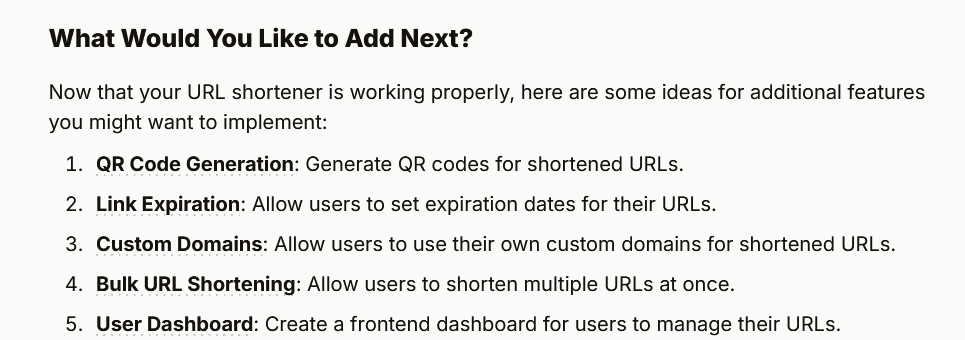 What Would You Like to Add Next?
Now that your URL shortener is working properly, here are some ideas for additional features
you might want to implement:
1. QR Code Generation: Generate QR codes for shortened URLs.
2. Link Expiration: Allow users to set expiration dates for their URLs.
3. Custom Domains: Allow users to use their own custom domains for shortened URLs.
4. Bulk URL Shortening: Allow users to shorten multiple URLs at once.
5. User Dashboard: Create a frontend dashboard for users to manage their URLs.